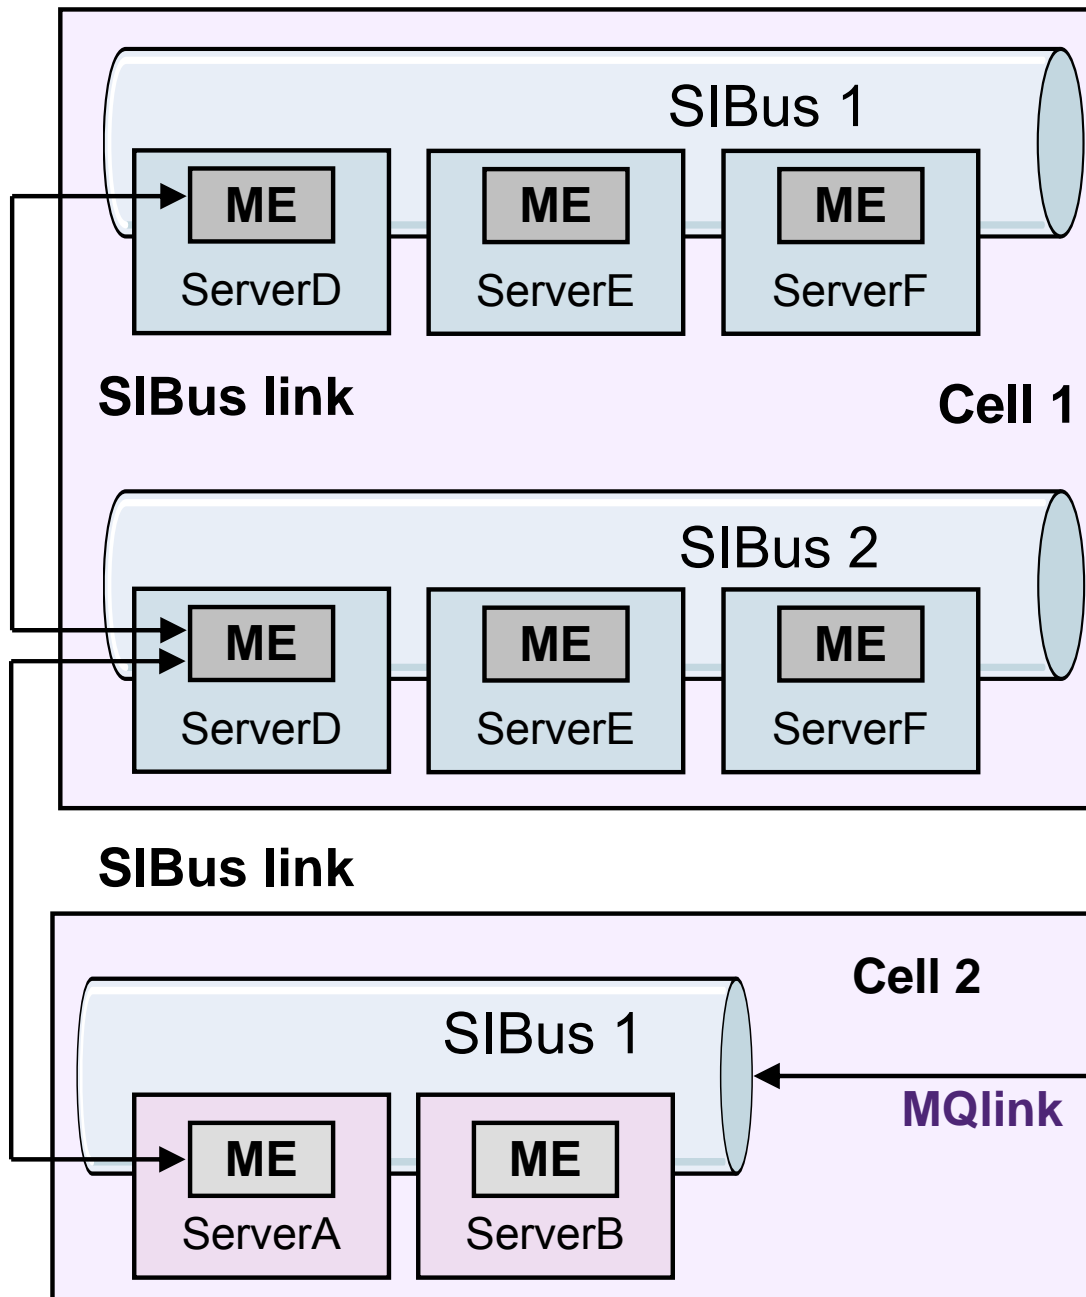 SIBus 1
ME ME ME
ServerD ServerE ServerF
SIBus link
Cell 1
SIBus 2
ME ME ME
ServerD ServerE ServerF
SIBus link
Cell 2
SIBus 1
MQlink
ME ME
ServerA ServerB